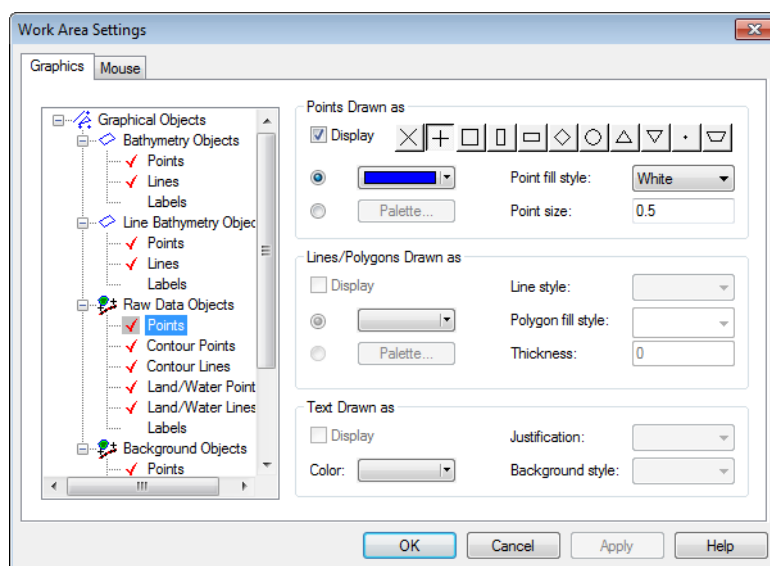 Work Area Settings
Graphics
Mouse
Graphical Objects
Bathymetry Objects
Points
Lines
Labels
Line Bathymetry Objec
Points
Lines
Labels
Raw Data Objects
Points
Contour Points
Contour Lines
Land/Water Point
Land/Water Lines
Labels
Background Objects
Points
Points Drawn as
Display
Point fill style: White
Palette... Point size: 0.5
Lines/Polygons Drawn as
Display Line style:
Polygon fill style:
Palette... Thickness: 0
Text Drawn as
Display Justification:
Color: Background style:
OK Cancel Apply Help